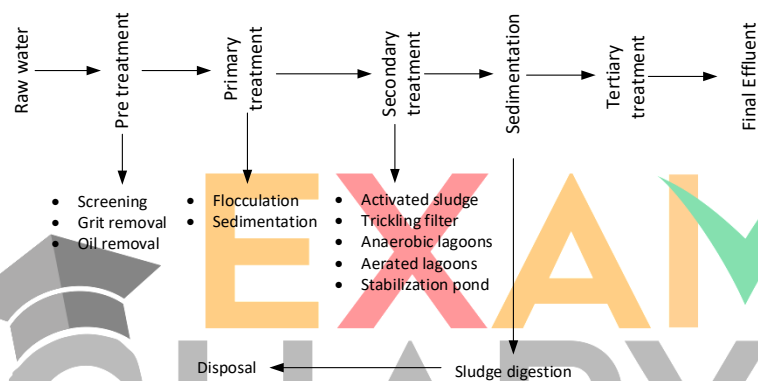 Raw water
Pre treatment
Primary
treatment
Secondary
treatment
Sedimentation
Tertiary
treatment
Final Effluent
• Screening
• Grit removal
• Oil removal
• Flocculation
• Sedimentation
• Activated sludge
• Trickling filter
• Anaerobic lagoons
• Aerated lagoons
• Stabilization pond
EXAM
Disposal
Sludge digestion